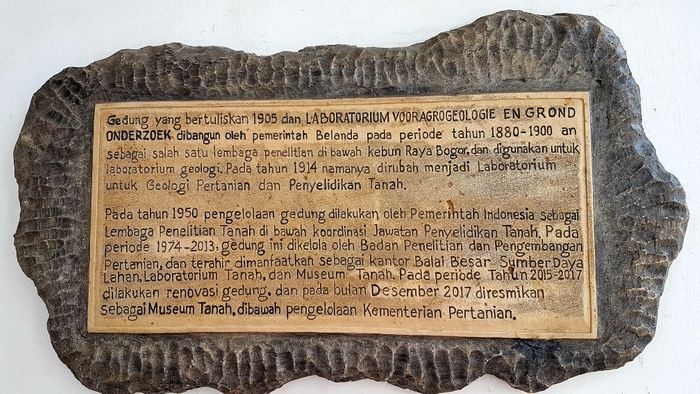 Gedung yang bertuliskan 1905 dan LABORATORIUM VOORAGROGEOLOGIE EN GROND
ONDERZOEK dibangun oleh pemerintah Belanda pada periode tahun 1880-1900 an
sebagai salah satu lembaga penelitian di bawah kebun Raya Bogor, dan digunakan untuk
laboratorium geologi. Pada tahun 1914 namanya dirubah menjadi Laboratorium
untuk Geologi Pertanian dan Penyelidikan Tanah.
Pada tahun 1950 pengelolaan gedung dilakukan oleh Pemerintah Indonesia sebagai
Lembaga Penelitian Tanah di bawah koordinasi Jawatan Penyelidikan Tanah. Pada
periode 1974-2013, gedung ini dikelola oleh Badan Penelitian dan Pengembangan
Pertanian, dan terahir dimanfaatkan sebagai kantor Balai Besar Sumber Daya
Lahan, Laboratorium Tanah, dan Museum Tanah. Pada periode Tahun 2015-2017
dilakukan renovasi gedung, dan pada bulan Desember 2017 diresmikan
sebagai Museum Tanah, dibawah pengelolaan Kementerian Pertanian.